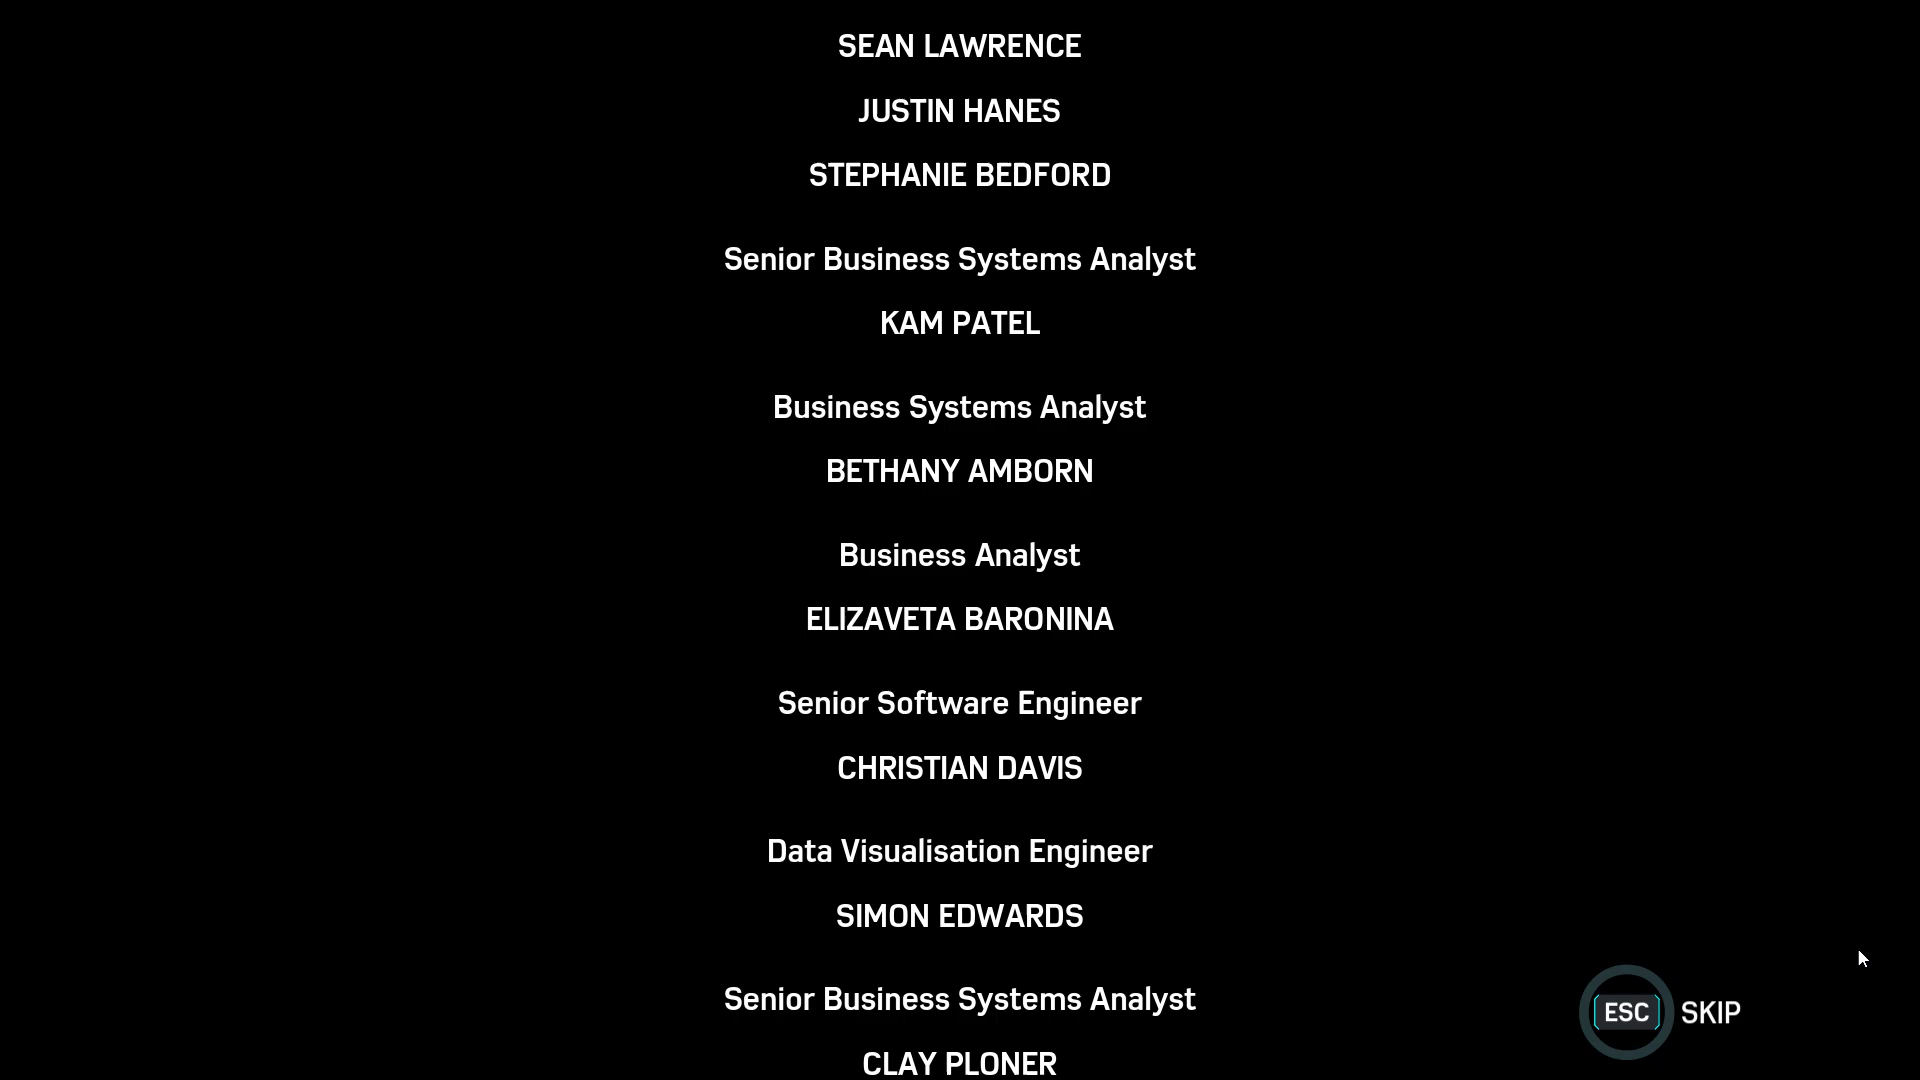 SEAN LAWRENCE
JUSTIN HANES
STEPHANIE BEDFORD
Senior Business Systems Analyst
KAM PATEL
Business Systems Analyst
BETHANY AMBORN
Business Analyst
ELIZAVETA BARONINA
Senior Software Engineer
CHRISTIAN DAVIS
Data Visualisation Engineer
SIMON EDWARDS
Senior Business Systems Analyst
ESC SKIP
CLAY PLONER